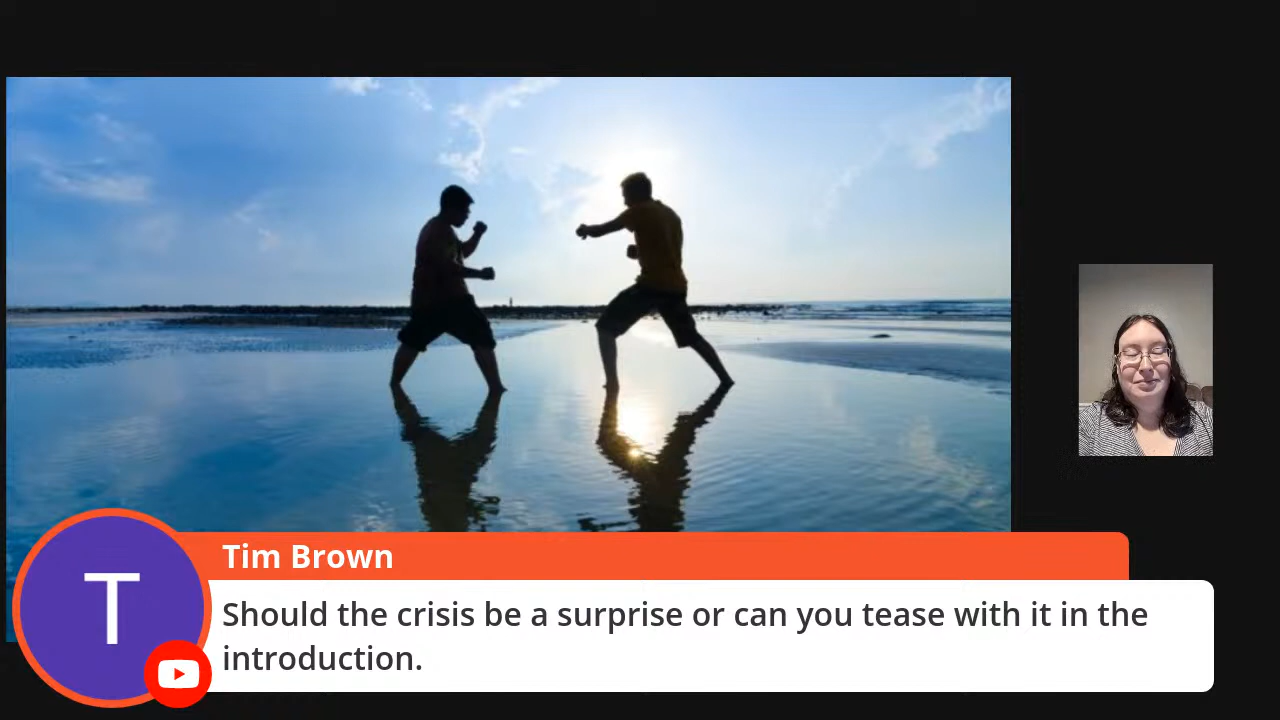 Tim Brown
T
Should the crisis be a surprise or can you tease with it in the
introduction.